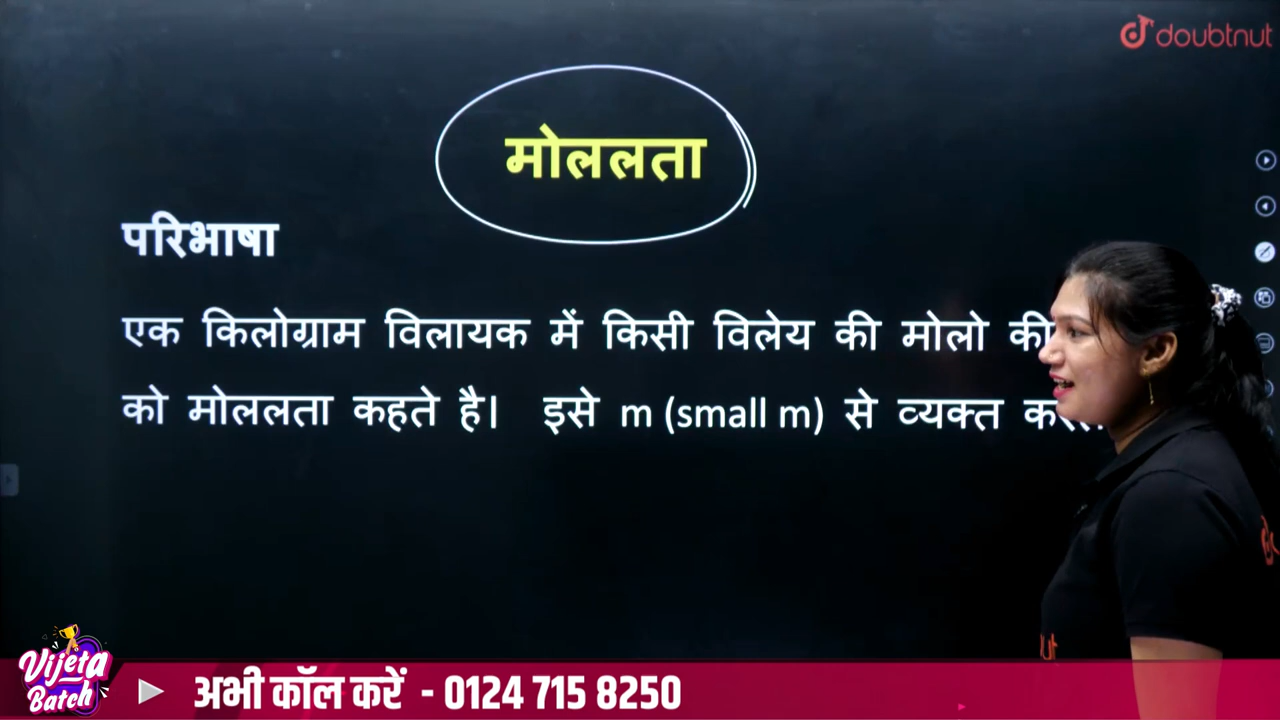 doubtnut
मोललता
परिभाषा
एक किलोग्राम विलायक में किसी विलेय की मोलो की
को मोललता कहते है। इसे m (small m) से व्यक्त
Vijeta
Batch
अभी कॉल करें - 0124 715 8250